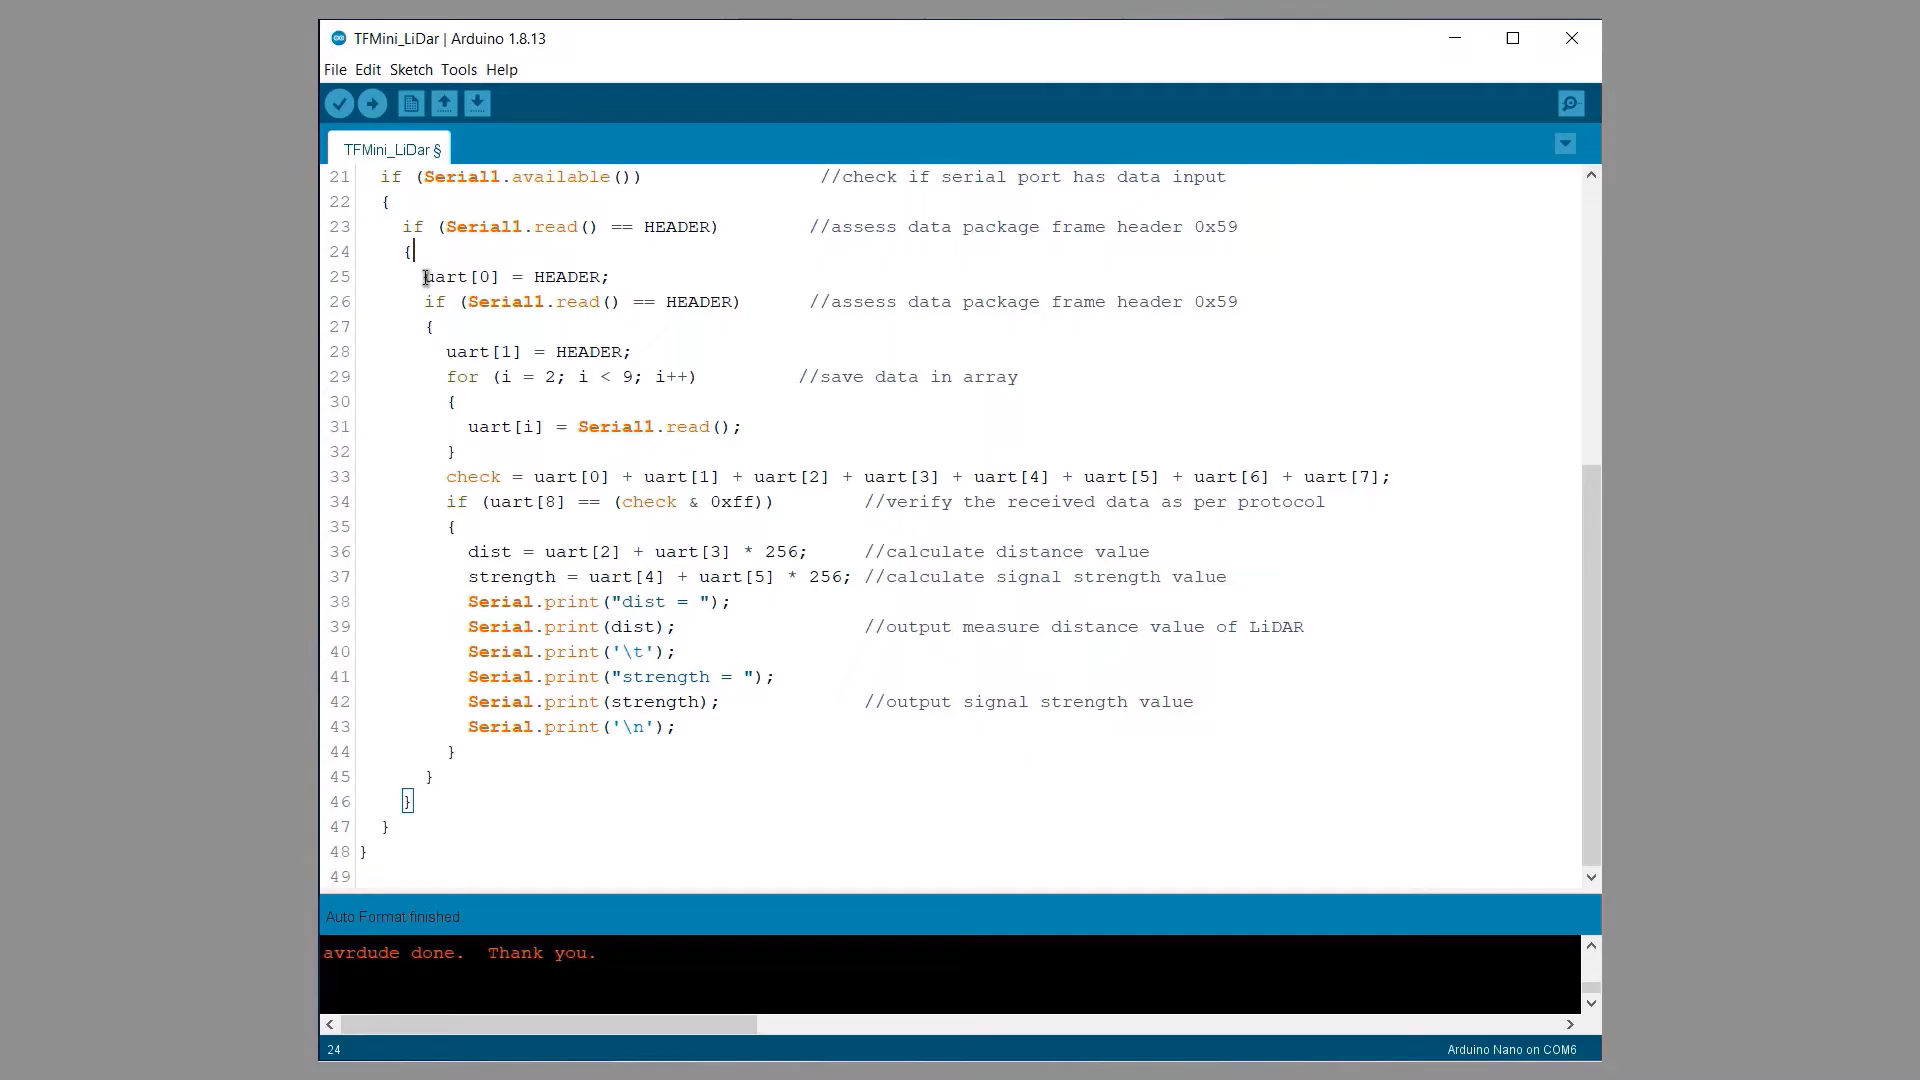 TFMini_LiDar | Arduino 1.8.13
File Edit Sketch Tools Help
TFMini_LiDar §
21 if (Serial1.available()) //check if serial port has data input
22 {
23 if (Serial1.read() == HEADER) //assess data package frame header 0x59
24 {
25 uart[0] = HEADER;
26 if (Serial1.read() == HEADER) //assess data package frame header 0x59
27 {
28 uart[1] = HEADER;
29 for (i = 2; i < 9; i++) //save data in array
30 {
31 uart[i] = Serial1.read();
32 }
33 check = uart[0] + uart[1] + uart[2] + uart[3] + uart[4] + uart[5] + uart[6] + uart[7];
34 if (uart[8] == (check & 0xff)) //verify the received data as per protocol
35 {
36 dist = uart[2] + uart[3] * 256; //calculate distance value
37 strength = uart[4] + uart[5] * 256; //calculate signal strength value
38 Serial.print("dist = ");
39 Serial.print(dist); //output measure distance value of LiDAR
40 Serial.print('\t');
41 Serial.print("strength = ");
42 Serial.print(strength); //output signal strength value
43 Serial.print('\n');
44 }
45 }
46 }
47 }
48 }
49
Auto Format finished.
avrdude done. Thank you.
24 Arduino Nano on COM6